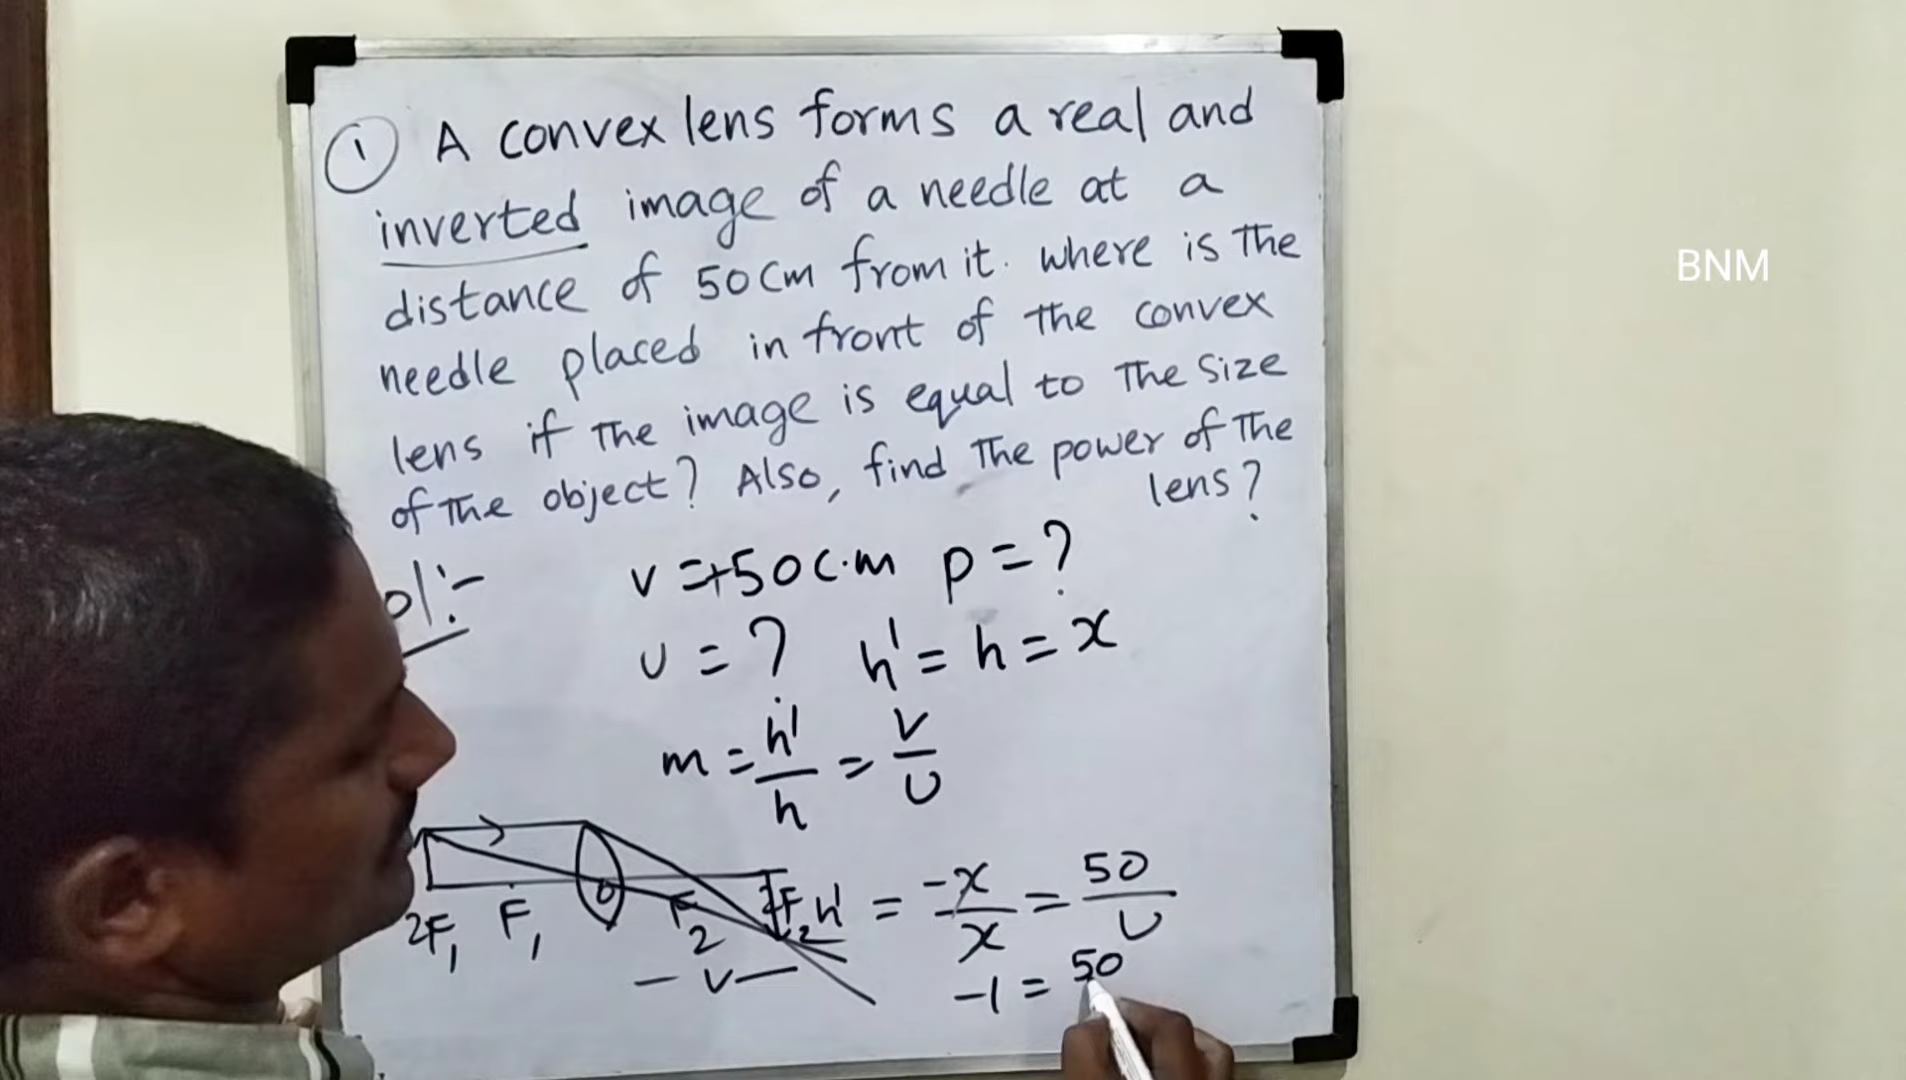 ① A convex lens forms a real and
inverted image of a needle at a
distance of 50cm from it. where is the
needle placed in front of the convex
lens if the image is equal to the size
of the object? Also, find the power of the
lens?
ol:-
v =+50c.m p = ?
u = ? h' = h = x
m = h'/h = v/u
2F₁ F₁ O F₂ 2F₂ h' = -x/x = 50/u
v
-1 = 50
BNM